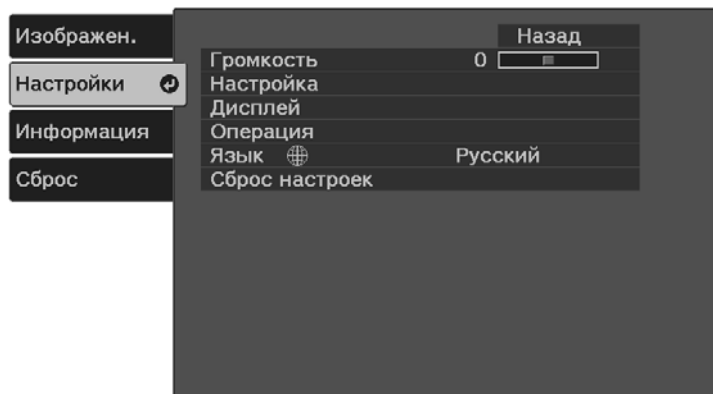 Изображен.
Настройки
Информация
Сброс
Назад
Громкость 0
Настройка
Дисплей
Операция
Язык Русский
Сброс настроек